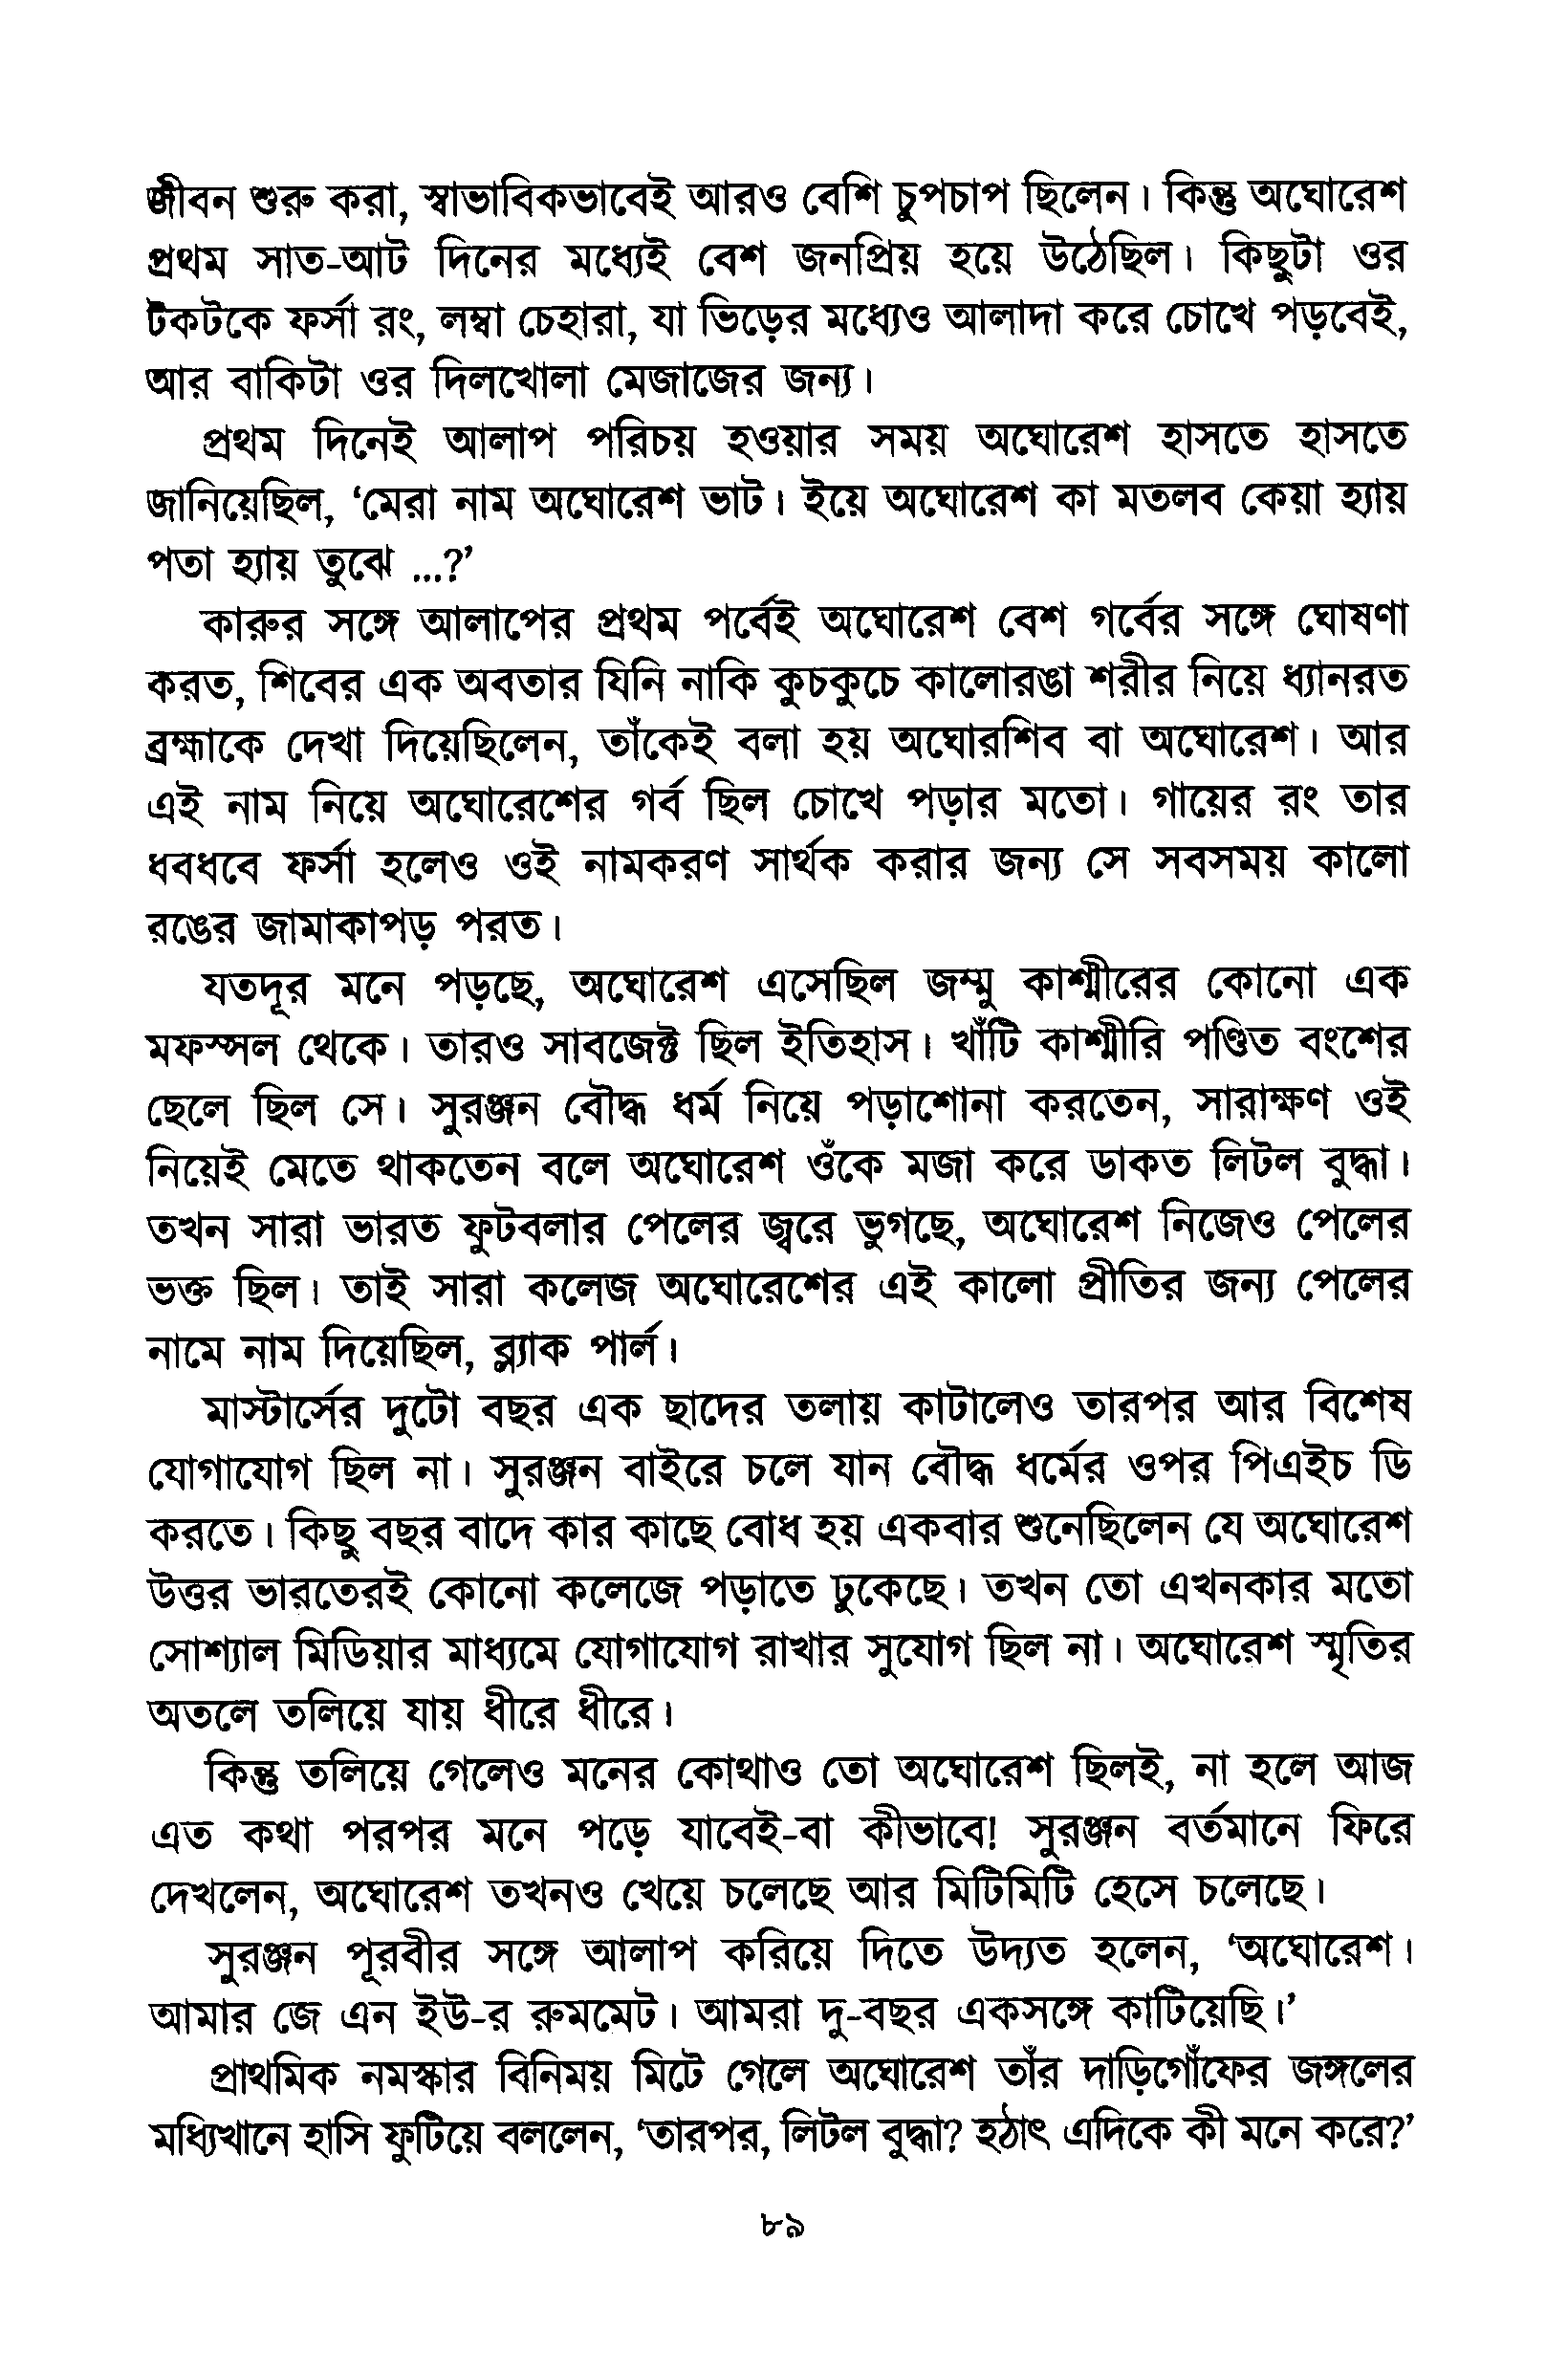 জীবন শুরু করা, স্বাভাবিকভাবেই আরও বেশি চুপচাপ ছিলেন। কিন্তু অঘোরেশ
প্রথম সাত-আট দিনের মধ্যেই বেশ জনপ্রিয় হয়ে উঠেছিল। কিছুটা ওর
টকটকে ফর্সা রং, লম্বা চেহারা, যা ভিড়ের মধ্যেও আলাদা করে চোখে পড়বেই,
আর বাকিটা ওর দিলখোলা মেজাজের জন্য।
প্রথম দিনেই আলাপ পরিচয় হওয়ার সময় অঘোরেশ হাসতে হাসতে
জানিয়েছিল, ‘মেরা নাম অঘোরেশ ভাট। ইয়ে অঘোরেশ কা মতলব কেয়া হ্যায়
পতা হ্যায় তুঝে ...?’
কারুর সঙ্গে আলাপের প্রথম পর্বেই অঘোরেশ বেশ গর্বের সঙ্গে ঘোষণা
করত, শিবের এক অবতার যিনি নাকি কুচকুচে কালোরঙা শরীর নিয়ে ধ্যানরত
ব্রহ্মাকে দেখা দিয়েছিলেন, তাঁকেই বলা হয় অঘোরশিব বা অঘোরেশ। আর
এই নাম নিয়ে অঘোরেশের গর্ব ছিল চোখে পড়ার মতো। গায়ের রং তার
ধবধবে ফর্সা হলেও ওই নামকরণ সার্থক করার জন্য সে সবসময় কালো
রঙের জামাকাপড় পরত।
যতদূর মনে পড়ছে, অঘোরেশ এসেছিল জম্মু কাশ্মীরের কোনো এক
মফস্সল থেকে। তারও সাবজেক্ট ছিল ইতিহাস। খাঁটি কাশ্মীরি পণ্ডিত বংশের
ছেলে ছিল সে। সুরঞ্জন বৌদ্ধ ধর্ম নিয়ে পড়াশোনা করতেন, সারাক্ষণ ওই
নিয়েই মেতে থাকতেন বলে অঘোরেশ ওঁকে মজা করে ডাকত লিটল বুদ্ধা।
তখন সারা ভারত ফুটবলার পেলের জ্বরে ভুগছে, অঘোরেশ নিজেও পেলের
ভক্ত ছিল। তাই সারা কলেজ অঘোরেশের এই কালো প্রীতির জন্য পেলের
নামে নাম দিয়েছিল, ব্ল্যাক পার্ল।
মাস্টার্সের দুটো বছর এক ছাদের তলায় কাটালেও তারপর আর বিশেষ
যোগাযোগ ছিল না। সুরঞ্জন বাইরে চলে যান বৌদ্ধ ধর্মের ওপর পিএইচ ডি
করতে। কিছু বছর বাদে কার কাছে বোধ হয় একবার শুনেছিলেন যে অঘোরেশ
উত্তর ভারতেরই কোনো কলেজে পড়াতে ঢুকেছে। তখন তো এখনকার মতো
সোশ্যাল মিডিয়ার মাধ্যমে যোগাযোগ রাখার সুযোগ ছিল না। অঘোরেশ স্মৃতির
অতলে তলিয়ে যায় ধীরে ধীরে।
কিন্তু তলিয়ে গেলেও মনের কোথাও তো অঘোরেশ ছিলই, না হলে আজ
এত কথা পরপর মনে পড়ে যাবেই-বা কীভাবে! সুরঞ্জন বর্তমানে ফিরে
দেখলেন, অঘোরেশ তখনও খেয়ে চলেছে আর মিটিমিটি হেসে চলেছে।
সুরঞ্জন পূরবীর সঙ্গে আলাপ করিয়ে দিতে উদ্যত হলেন, ‘অঘোরেশ।
আমার জে এন ইউ-র রুমমেট। আমরা দু-বছর একসঙ্গে কাটিয়েছি।’
প্রাথমিক নমস্কার বিনিময় মিটে গেলে অঘোরেশ তাঁর দাড়িগোঁফের জঙ্গলের
মধ্যিখানে হাসি ফুটিয়ে বললেন, ‘তারপর, লিটল বুদ্ধা? হঠাৎ এদিকে কী মনে করে?’
৮৯